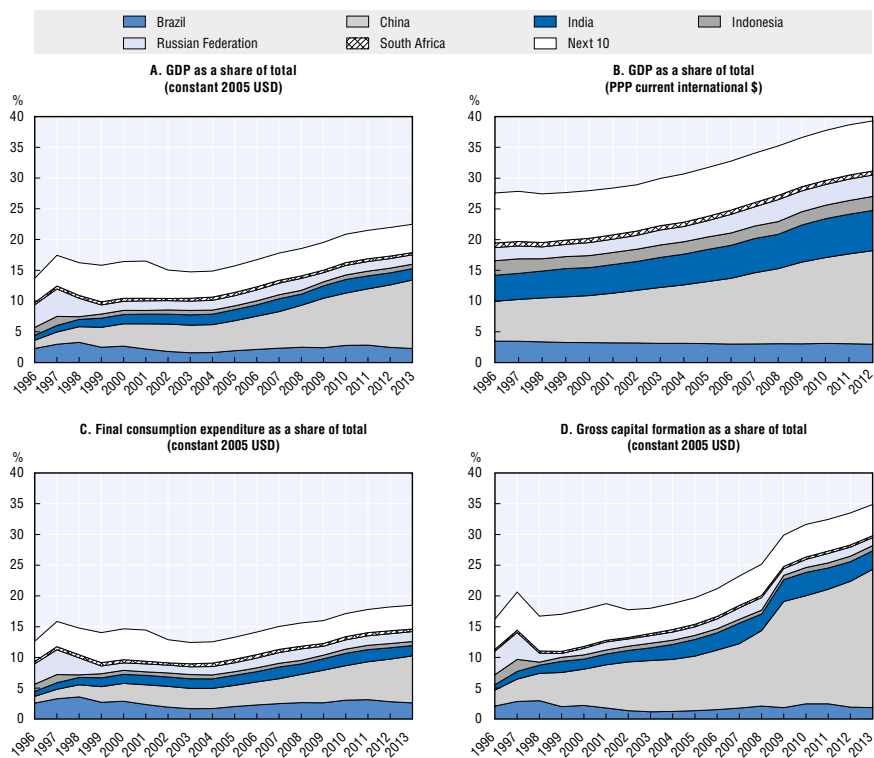 Brazil China India Indonesia
Russian Federation South Africa Next 10
A. GDP as a share of total
(constant 2005 USD)
%
40
35
30
25
20
15
10
5
0
1996 1997 1998 1999 2000 2001 2002 2003 2004 2005 2006 2007 2008 2009 2010 2011 2012 2013
B. GDP as a share of total
(PPP current international $)
%
40
35
30
25
20
15
10
5
0
1996 1997 1998 1999 2000 2001 2002 2003 2004 2005 2006 2007 2008 2009 2010 2011 2012
C. Final consumption expenditure as a share of total
(constant 2005 USD)
%
40
35
30
25
20
15
10
5
0
1996 1997 1998 1999 2000 2001 2002 2003 2004 2005 2006 2007 2008 2009 2010 2011 2012 2013
D. Gross capital formation as a share of total
(constant 2005 USD)
%
40
35
30
25
20
15
10
5
0
1996 1997 1998 1999 2000 2001 2002 2003 2004 2005 2006 2007 2008 2009 2010 2011 2012 2013